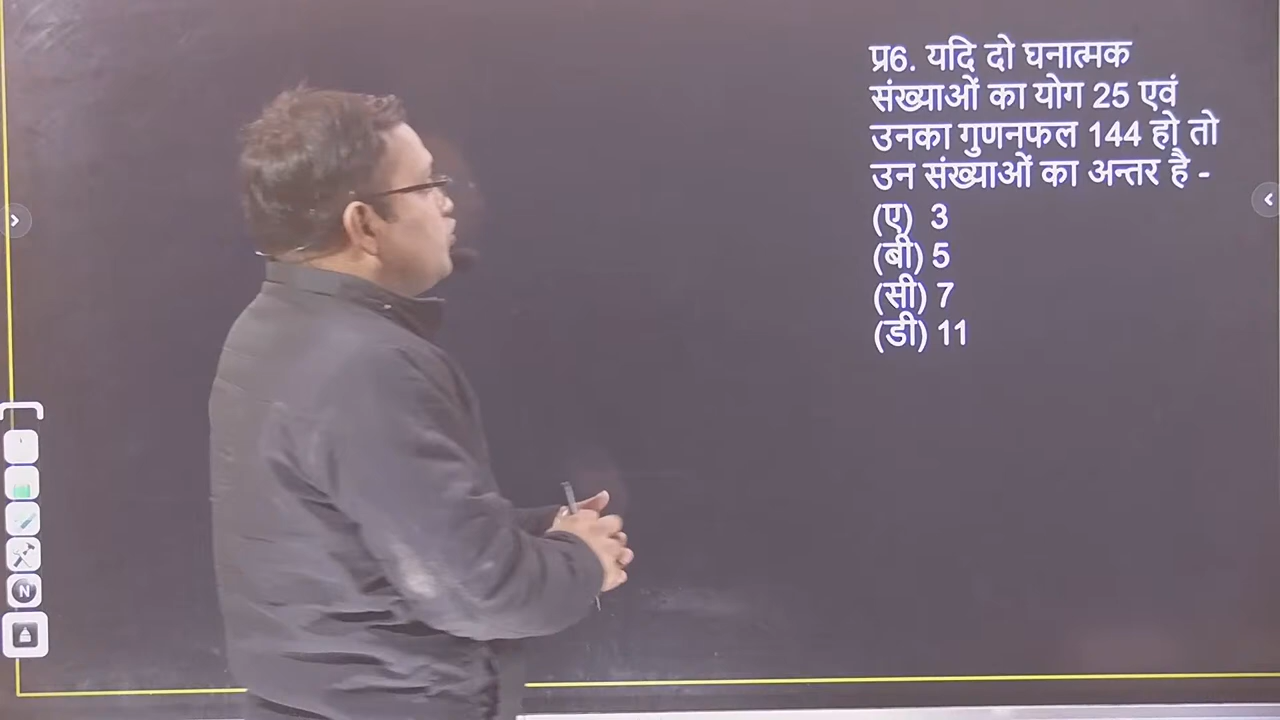 प्र6. यदि दो घनात्मक
संख्याओं का योग 25 एवं
उनका गुणनफल 144 हो तो
उन संख्याओं का अन्तर है -
(ए) 3
(बी) 5
(सी) 7
(डी) 11
N